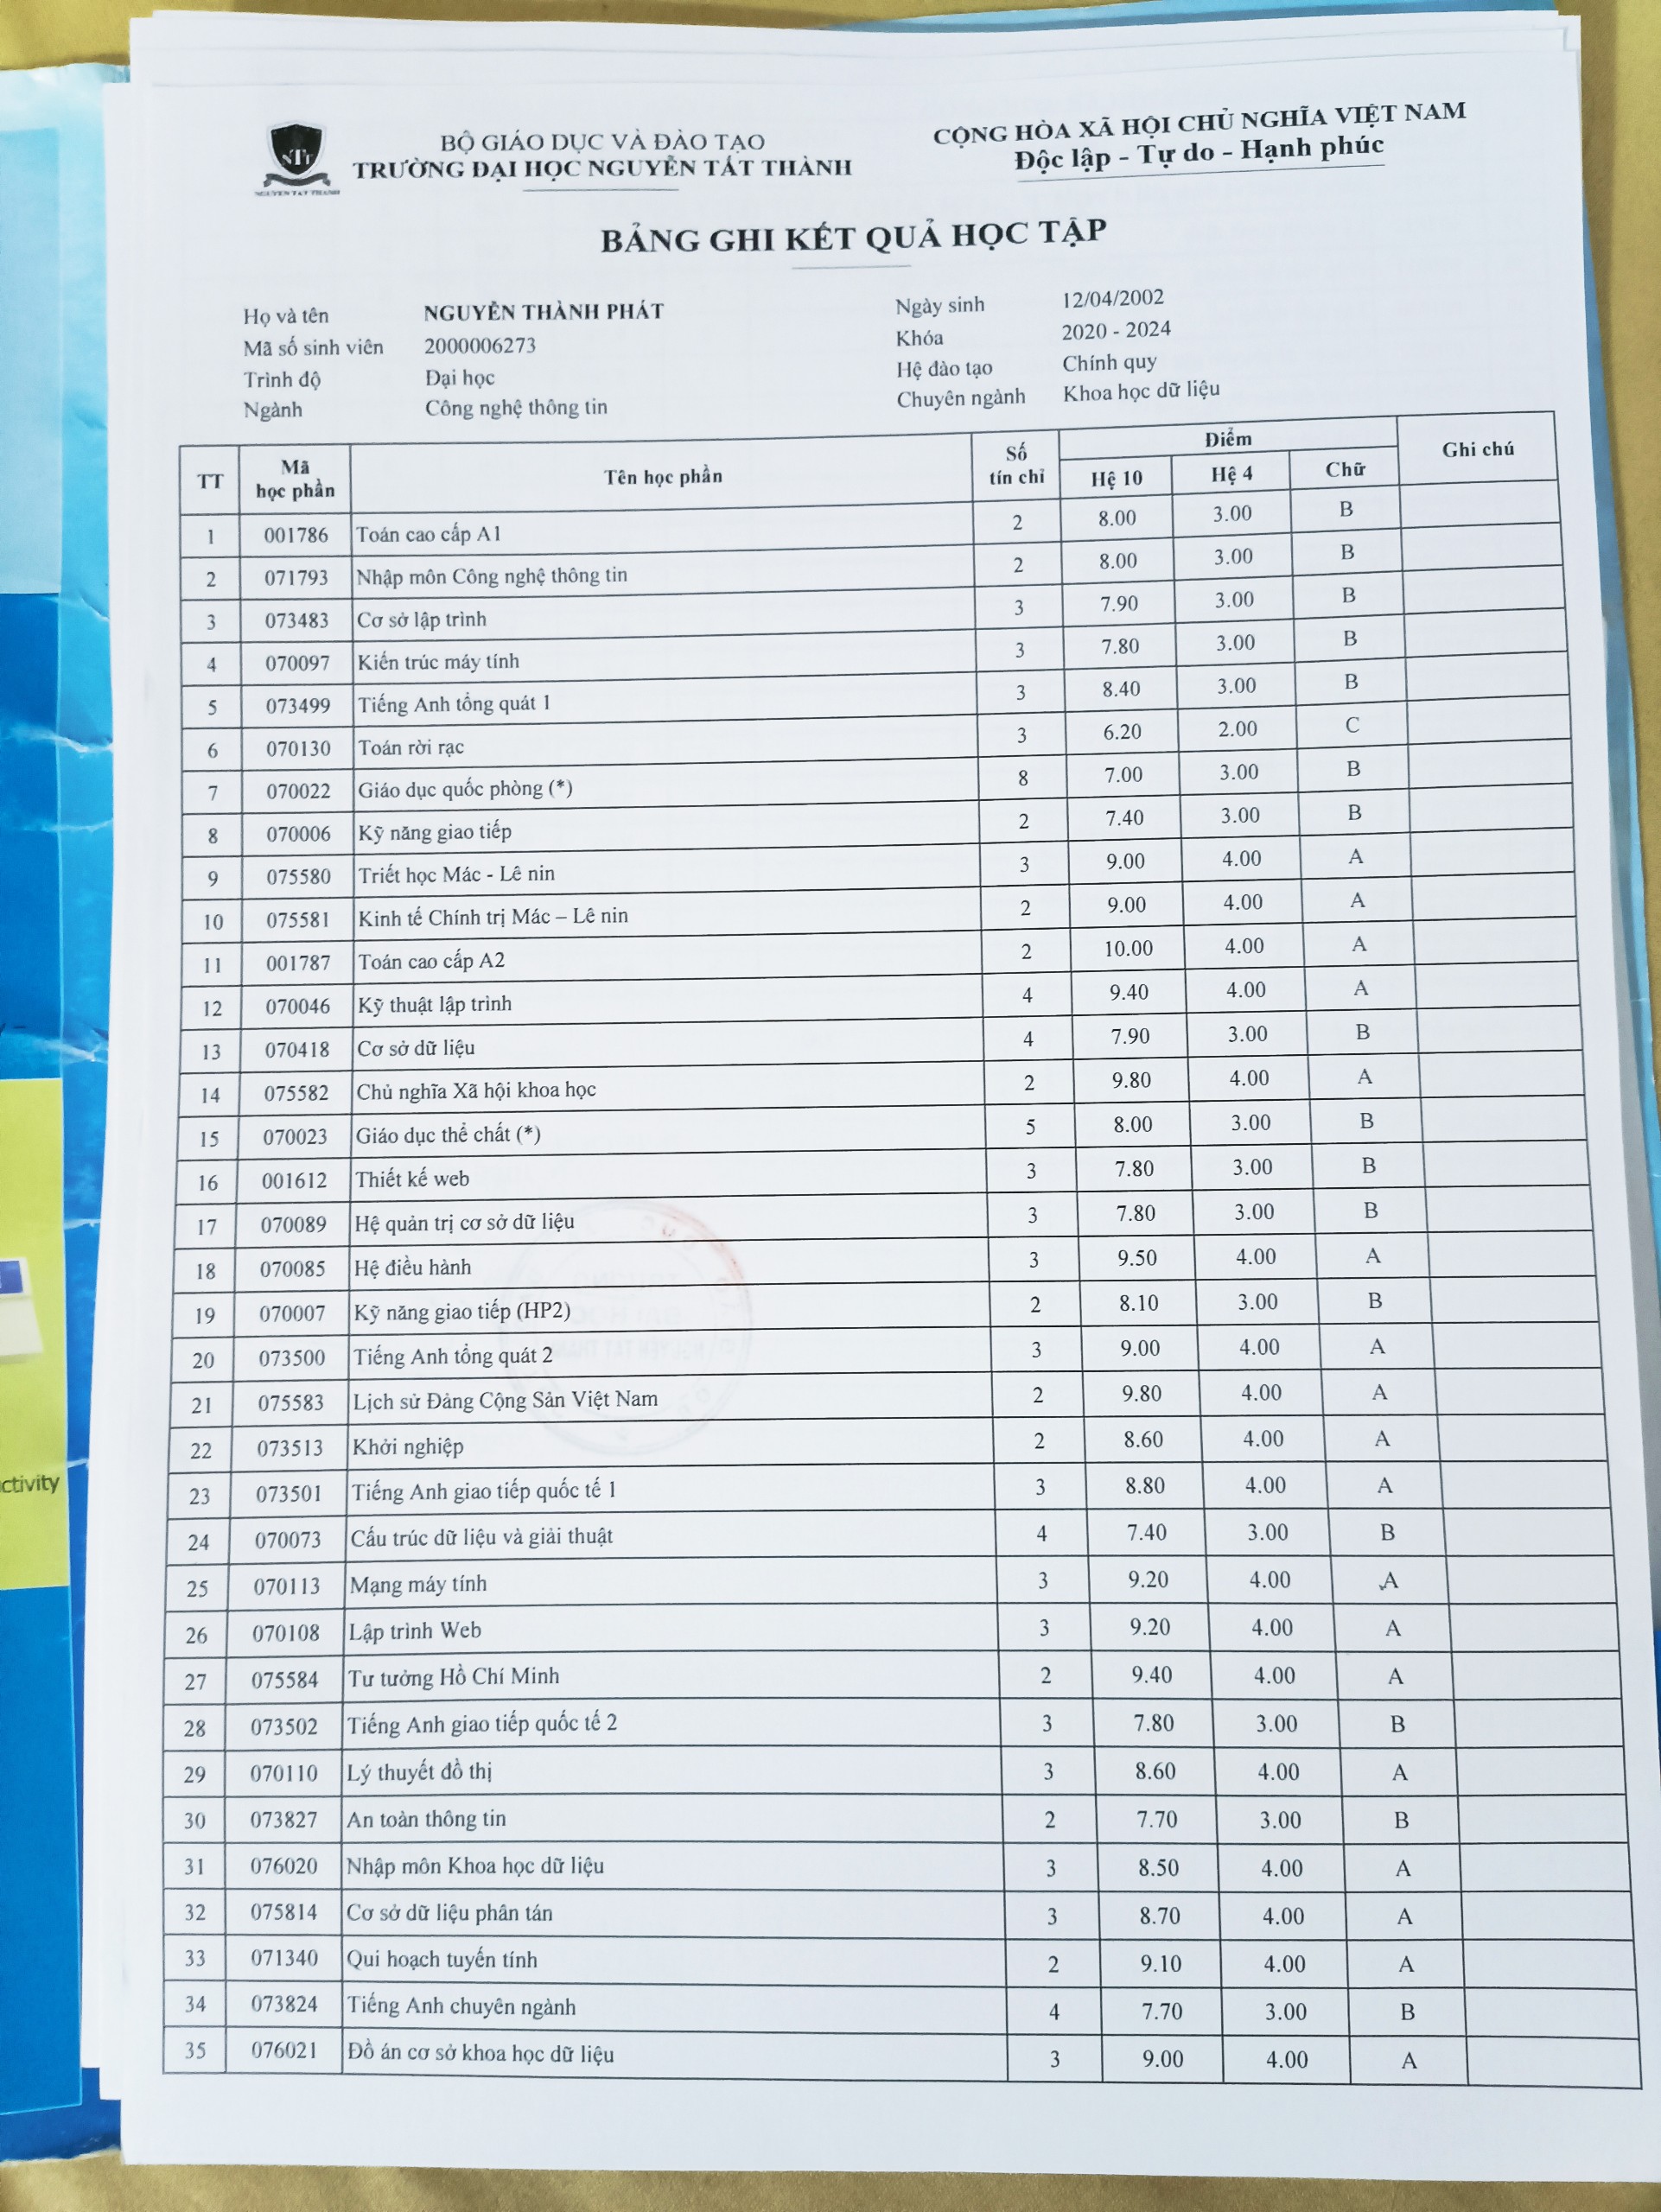 NTT
NGUYEN TAT THANH
BỘ GIÁO DỤC VÀ ĐÀO TẠO
TRƯỜNG ĐẠI HỌC NGUYỄN TẤT THÀNH
CỘNG HÒA XÃ HỘI CHỦ NGHĨA VIỆT NAM
Độc lập - Tự do - Hạnh phúc
BẢNG GHI KẾT QUẢ HỌC TẬP
Họ và tên NGUYỄN THÀNH PHÁT Ngày sinh 12/04/2002
Mã số sinh viên 2000006273 Khóa 2020 - 2024
Trình độ Đại học Hệ đào tạo Chính quy
Ngành Công nghệ thông tin Chuyên ngành Khoa học dữ liệu
TT Mã học phần Tên học phần Số tín chỉ Điểm Ghi chú
Hệ 10 Hệ 4 Chữ
1 001786 Toán cao cấp A1 2 8.00 3.00 B
2 071793 Nhập môn Công nghệ thông tin 2 8.00 3.00 B
3 073483 Cơ sở lập trình 3 7.90 3.00 B
4 070097 Kiến trúc máy tính 3 7.80 3.00 B
5 073499 Tiếng Anh tổng quát 1 3 8.40 3.00 B
6 070130 Toán rời rạc 3 6.20 2.00 C
7 070022 Giáo dục quốc phòng (*) 8 7.00 3.00 B
8 070006 Kỹ năng giao tiếp 2 7.40 3.00 B
9 075580 Triết học Mác - Lê nin 3 9.00 4.00 A
10 075581 Kinh tế Chính trị Mác – Lê nin 2 9.00 4.00 A
11 001787 Toán cao cấp A2 2 10.00 4.00 A
12 070046 Kỹ thuật lập trình 4 9.40 4.00 A
13 070418 Cơ sở dữ liệu 4 7.90 3.00 B
14 075582 Chủ nghĩa Xã hội khoa học 2 9.80 4.00 A
15 070023 Giáo dục thể chất (*) 5 8.00 3.00 B
16 001612 Thiết kế web 3 7.80 3.00 B
17 070089 Hệ quản trị cơ sở dữ liệu 3 7.80 3.00 B
18 070085 Hệ điều hành 3 9.50 4.00 A
19 070007 Kỹ năng giao tiếp (HP2) 2 8.10 3.00 B
20 073500 Tiếng Anh tổng quát 2 3 9.00 4.00 A
21 075583 Lịch sử Đảng Cộng Sản Việt Nam 2 9.80 4.00 A
22 073513 Khởi nghiệp 2 8.60 4.00 A
23 073501 Tiếng Anh giao tiếp quốc tế 1 3 8.80 4.00 A
24 070073 Cấu trúc dữ liệu và giải thuật 4 7.40 3.00 B
25 070113 Mạng máy tính 3 9.20 4.00 A
26 070108 Lập trình Web 3 9.20 4.00 A
27 075584 Tư tưởng Hồ Chí Minh 2 9.40 4.00 A
28 073502 Tiếng Anh giao tiếp quốc tế 2 3 7.80 3.00 B
29 070110 Lý thuyết đồ thị 3 8.60 4.00 A
30 073827 An toàn thông tin 2 7.70 3.00 B
31 076020 Nhập môn Khoa học dữ liệu 3 8.50 4.00 A
32 075814 Cơ sở dữ liệu phân tán 3 8.70 4.00 A
33 071340 Qui hoạch tuyến tính 2 9.10 4.00 A
34 073824 Tiếng Anh chuyên ngành 4 7.70 3.00 B
35 076021 Đồ án cơ sở khoa học dữ liệu 3 9.00 4.00 A